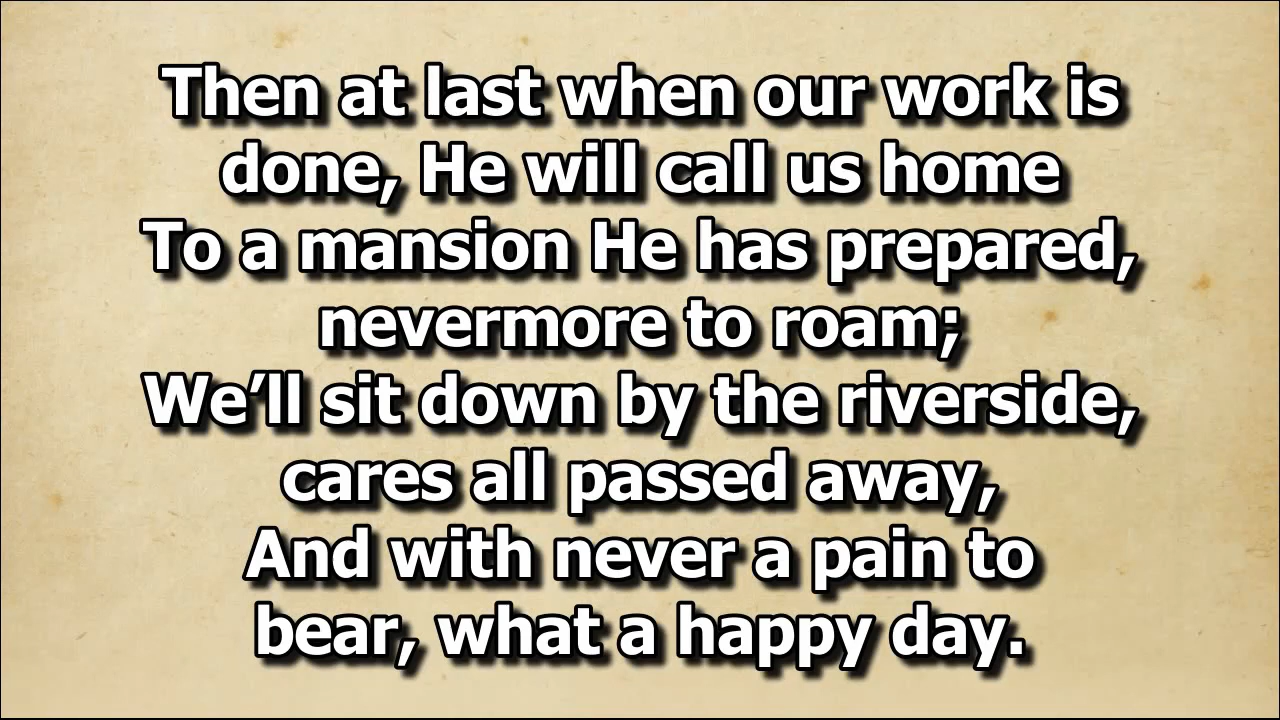 Then at last when our work is
done, He will call us home
To a mansion He has prepared,
nevermore to roam;
We’ll sit down by the riverside,
cares all passed away,
And with never a pain to
bear, what a happy day.